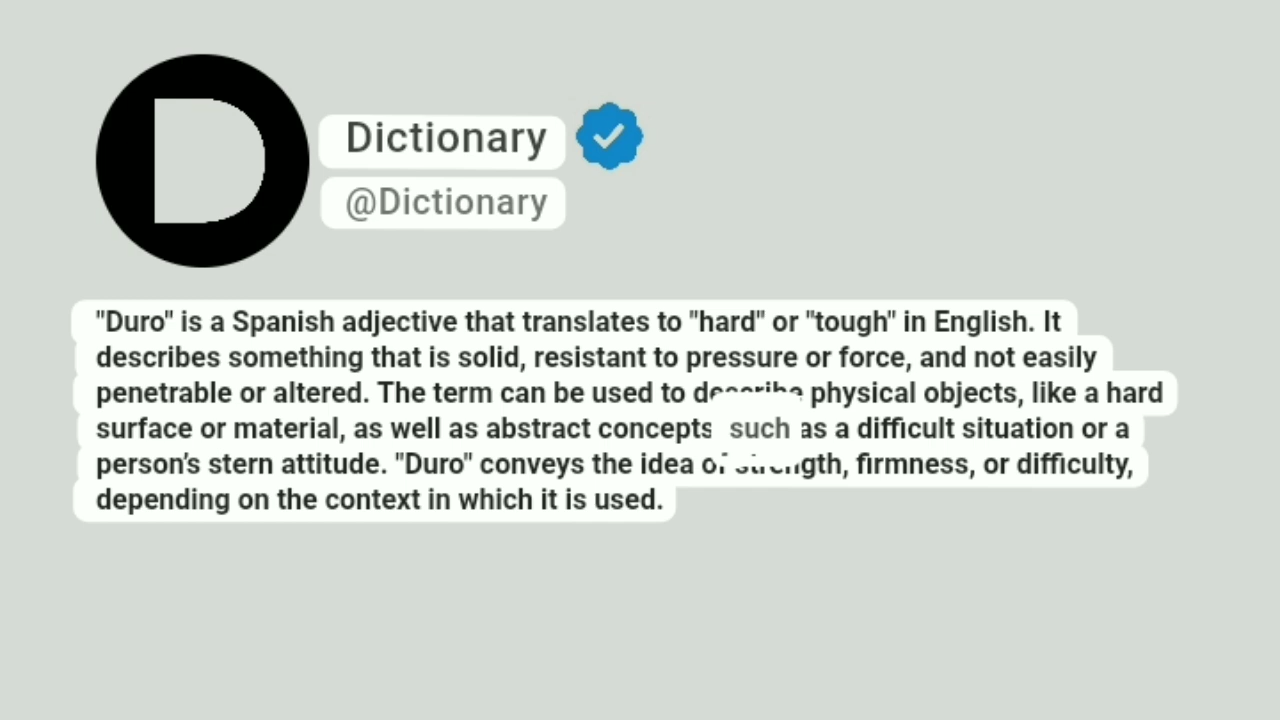 D
Dictionary
@Dictionary
"Duro" is a Spanish adjective that translates to "hard" or "tough" in English. It
describes something that is solid, resistant to pressure or force, and not easily
penetrable or altered. The term can be used to describe physical objects, like a hard
surface or material, as well as abstract concepts such as a difficult situation or a
person’s stern attitude. "Duro" conveys the idea of strength, firmness, or difficulty,
depending on the context in which it is used.